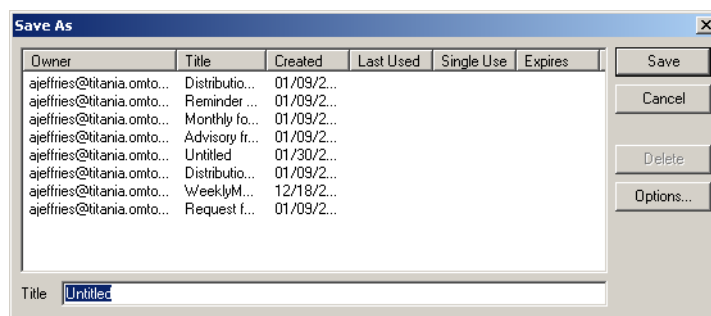 Save As
Owner Title Created Last Used Single Use Expires
ajeffries@titania.omto... Distributio... 01/09/2...
ajeffries@titania.omto... Reminder ... 01/09/2...
ajeffries@titania.omto... Monthly fo... 01/09/2...
ajeffries@titania.omto... Advisory fr... 01/09/2...
ajeffries@titania.omto... Untitled 01/30/2...
ajeffries@titania.omto... Distributio... 01/09/2...
ajeffries@titania.omto... WeeklyM... 12/18/2...
ajeffries@titania.omto... Request f... 01/09/2...
Save
Cancel
Delete
Options...
Title Untitled